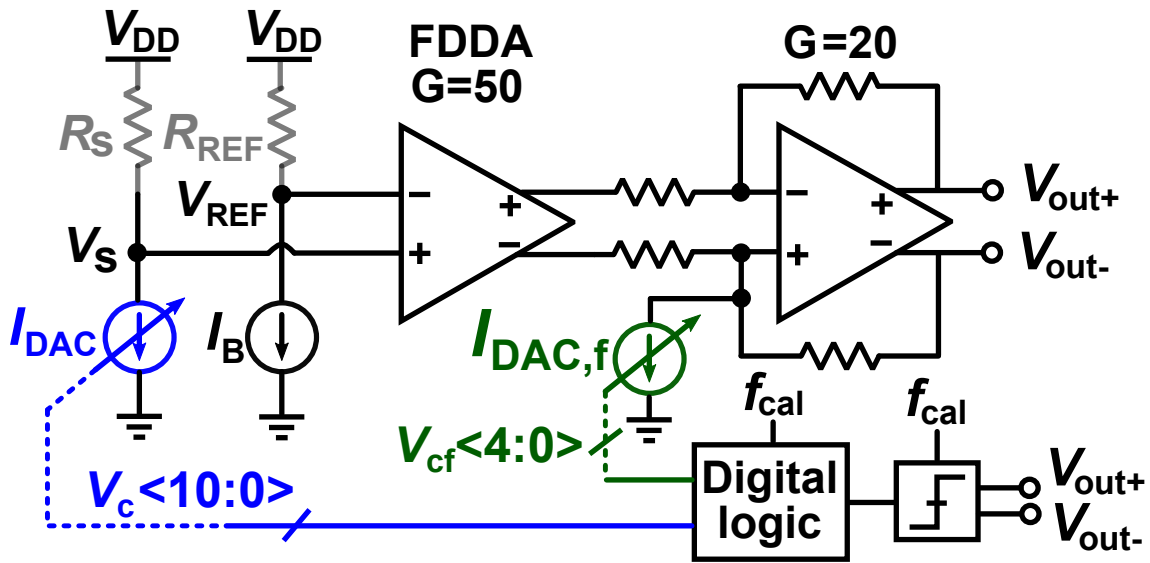 VDD VDD FDDA G=20
G=50
Rs RREF
VREF − + − + Vout+
Vs + − + − Vout-
IDAC IB IDAC,f
fcal fcal
Vcf<4:0>
Vc<10:0> Digital Vout+
logic Vout-